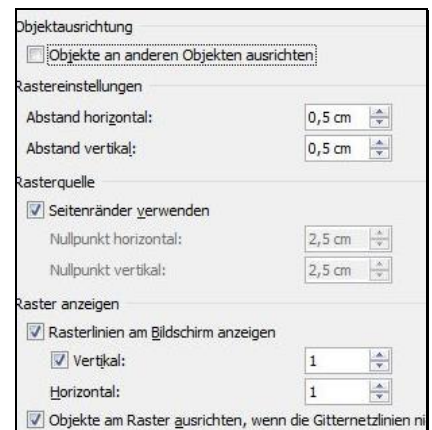 Objektausrichtung
Objekte an anderen Objekten ausrichten
Rastereinstellungen
Abstand horizontal: 0,5 cm
Abstand vertikal: 0,5 cm
Rasterquelle
Seitenränder verwenden
Nullpunkt horizontal: 2,5 cm
Nullpunkt vertikal: 2,5 cm
Raster anzeigen
Rasterlinien am Bildschirm anzeigen
Vertikal: 1
Horizontal: 1
Objekte am Raster ausrichten, wenn die Gitternetzlinien ni